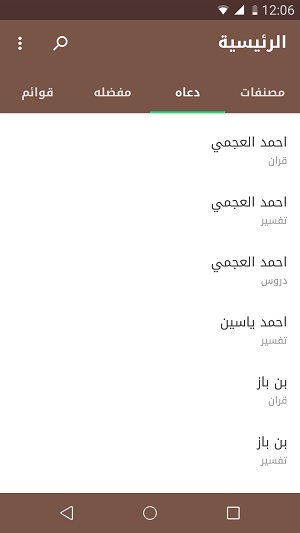 12:06
الرئيسية
مصنفات دعاه مفضله قوائم
احمد العجمي
قران
احمد العجمي
تفسير
احمد العجمي
دروس
احمد ياسين
تفسير
بن باز
قران
بن باز
تفسير